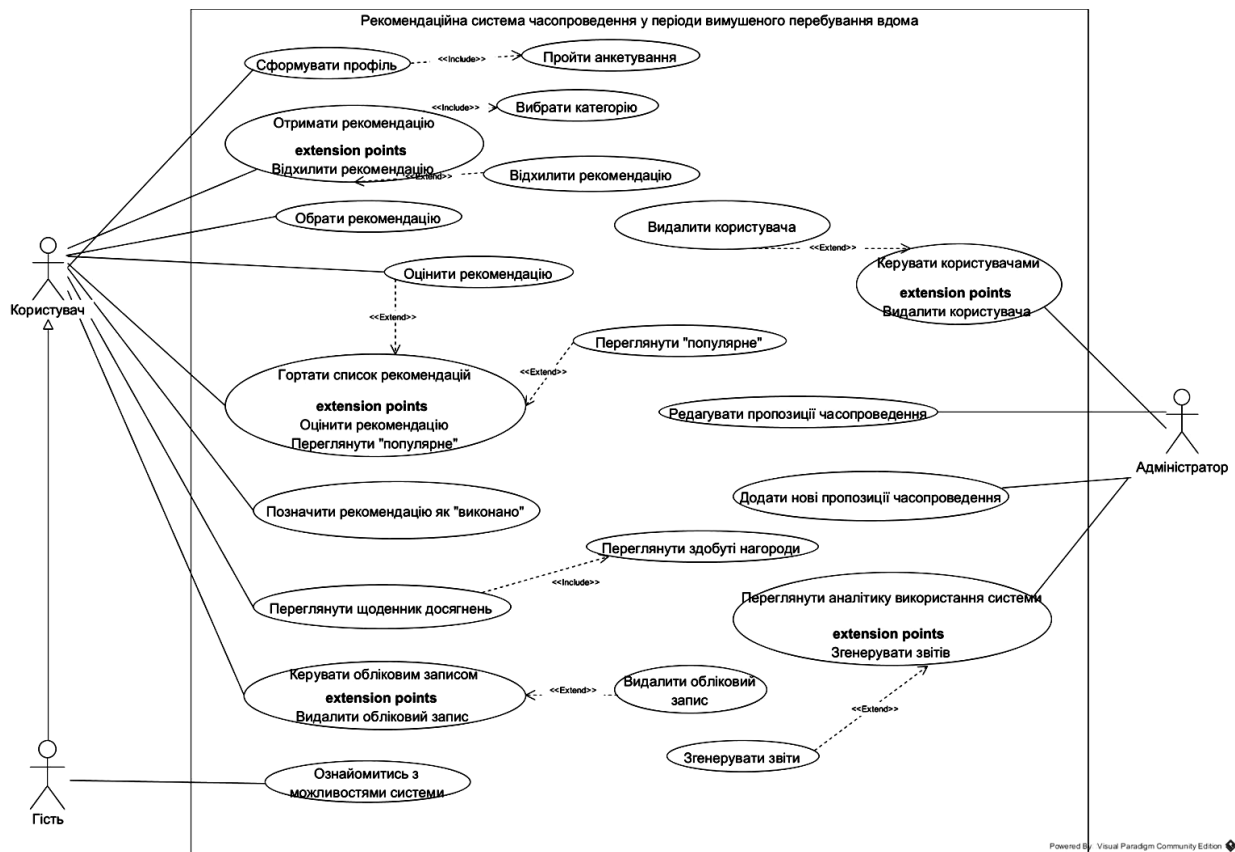 Рекомендаційна система часопроведення у періоди вимушеного перебування вдома
Сформувати профіль
<<Include>>
Пройти анкетування
Отримати рекомендацію
extension points
Відхилити рекомендацію
<<Include>>
Вибрати категорію
<<Extend>>
Відхилити рекомендацію
Обрати рекомендацію
Видалити користувача
<<Extend>>
Керувати користувачами
extension points
Видалити користувача
Оцінити рекомендацію
<<Extend>>
Користувач
Переглянути "популярне"
<<Extend>>
Гортати список рекомендацій
extension points
Оцінити рекомендацію
Переглянути "популярне"
Редагувати пропозиції часопроведення
Адміністратор
Додати нові пропозиції часопроведення
Позначити рекомендацію як "виконано"
Переглянути здобуті нагороди
<<Include>>
Переглянути щоденник досягнень
Переглянути аналітику використання системи
extension points
Згенерувати звітів
Керувати обліковим записом
extension points
Видалити обліковий запис
<<Extend>>
Видалити обліковий
запис
<<Extend>>
Згенерувати звіти
Ознайомитись з
можливостями системи
Гість
Powered By Visual Paradigm Community Edition